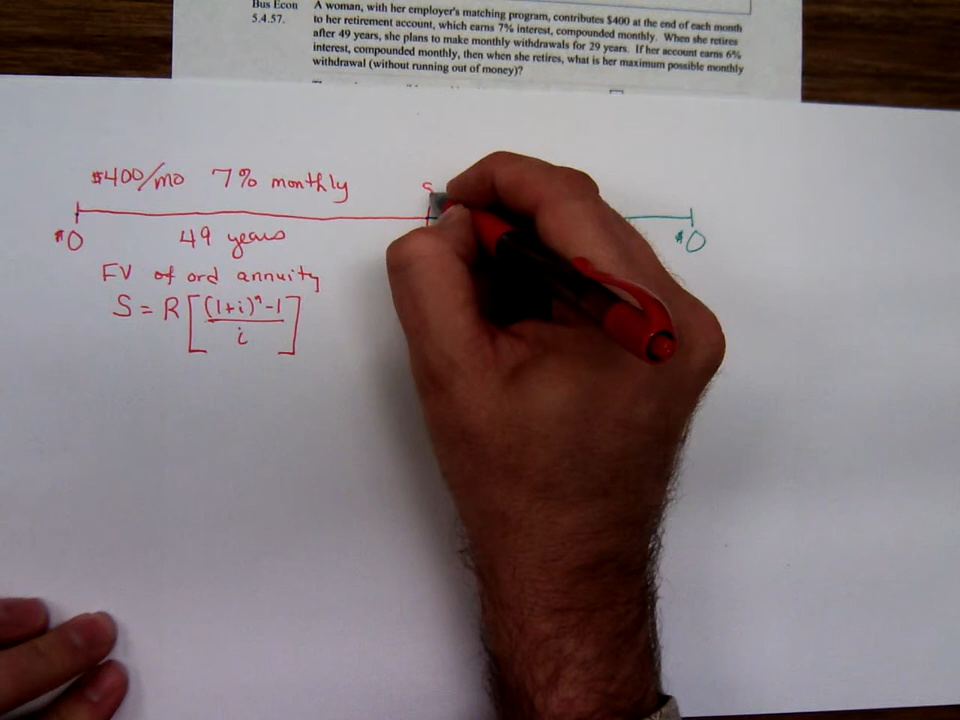 Bus Econ
5.4.57.
A woman, with her employer's matching program, contributes $400 at the end of each month
to her retirement account, which earns 7% interest, compounded monthly. When she retires
after 49 years, she plans to make monthly withdrawals for 29 years. If her account earns 6%
interest, compounded monthly, then when she retires, what is her maximum possible monthly
withdrawal (without running out of money)?
$400/mo 7% monthly
$0 49 years $0
FV of ord annuity
S = R[((1+i)^n-1)/i]